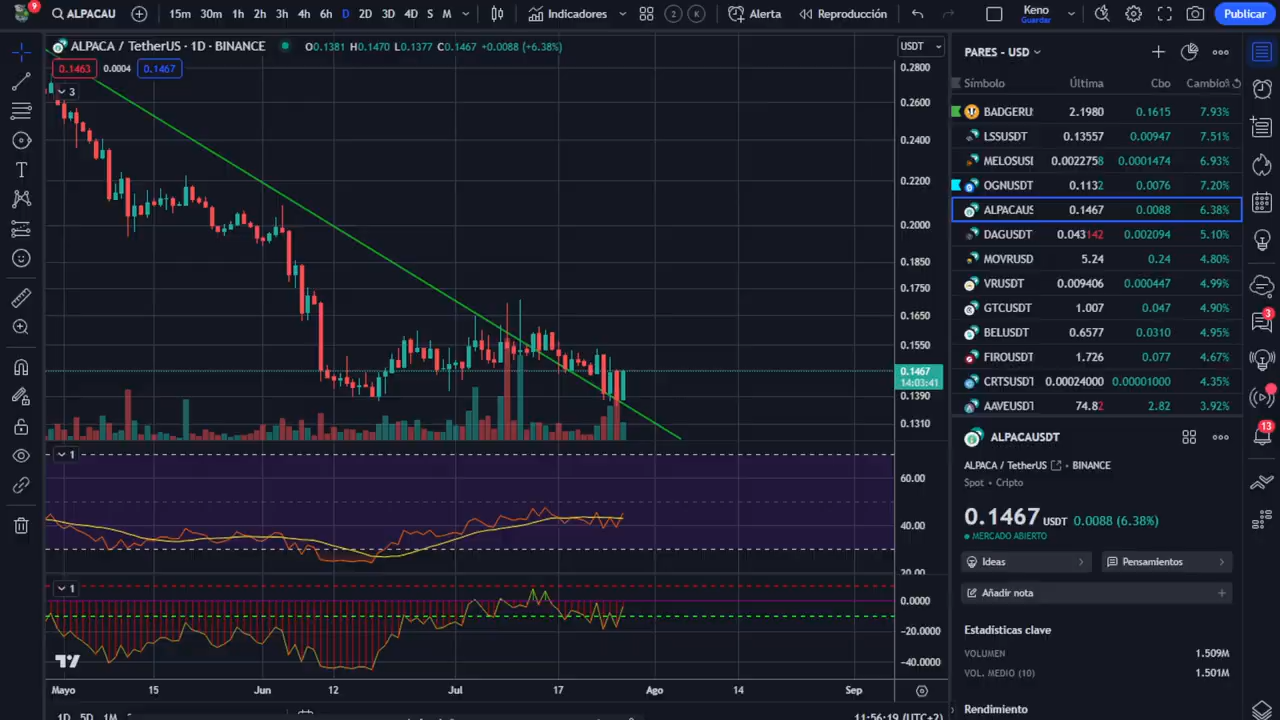 9 ALPACAU 15m 30m 1h 2h 3h 4h 6h D 2D 3D 4D S M Indicadores 2 K Alerta Reproducción Keno Guardar Publicar
ALPACA / TetherUS · 1D · BINANCE O0.1381 H0.1470 L0.1377 C0.1467 +0.0088 (+6.38%)
0.1463 0.0004 0.1467
3
USDT
0.2800
0.2600
0.2400
0.2200
0.2000
0.1850
0.1750
0.1650
0.1550
0.1467
14:03:41
0.1390
0.1310
1
60.00
40.00
20.00
1
0.0000
-20.0000
-40.0000
Mayo 15 Jun 12 Jul 17 Ago 14 Sep
1D 5D 1M 11:56:19 (UTC+2)
PARES - USD
Símbolo Última Cbo Cambio%
BADGERU 2.1980 0.1615 7.93%
LSSUSDT 0.13557 0.00947 7.51%
MELOSUSI 0.0022758 0.0001474 6.93%
OGNUSDT 0.1132 0.0076 7.20%
ALPACAUS 0.1467 0.0088 6.38%
DAGUSDT 0.043142 0.002094 5.10%
MOVRUSD 5.24 0.24 4.80%
VRUSDT 0.009406 0.000447 4.99%
GTCUSDT 1.007 0.047 4.90%
BELUSDT 0.6577 0.0310 4.95%
FIROUSDT 1.726 0.077 4.67%
CRTSUSDT 0.00024000 0.00001000 4.35%
AAVEUSDT 74.82 2.82 3.92%
ALPACAUSDT
ALPACA / TetherUS · BINANCE
Spot · Cripto
0.1467 USDT 0.0088 (6.38%)
MERCADO ABIERTO
Ideas Pensamientos
Añadir nota
Estadísticas clave
VOLUMEN 1.509M
VOL. MEDIO (10) 1.501M
Rendimiento
3
13